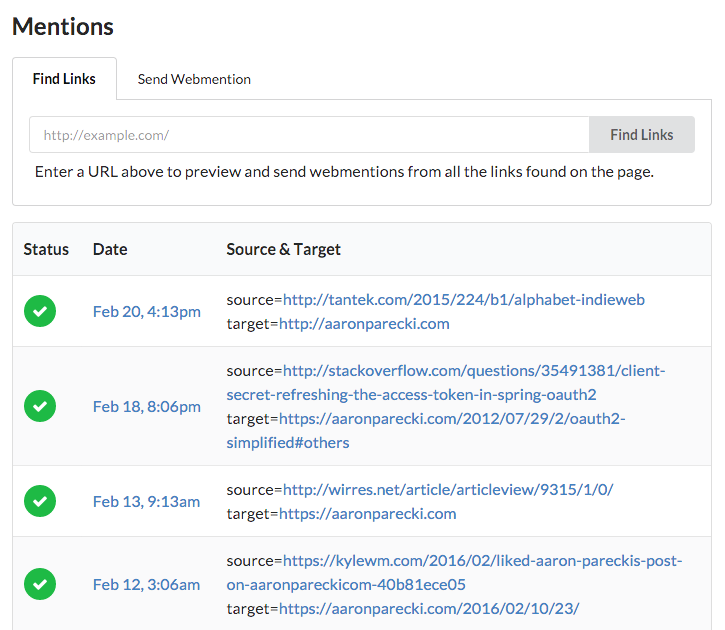 Mentions
Find Links Send Webmention
http://example.com/ Find Links
Enter a URL above to preview and send webmentions from all the links found on the page.
Status Date Source & Target
Feb 20, 4:13pm
source=http://tantek.com/2015/224/b1/alphabet-indieweb
target=http://aaronparecki.com
Feb 18, 8:06pm
source=http://stackoverflow.com/questions/35491381/client-
secret-refreshing-the-access-token-in-spring-oauth2
target=https://aaronparecki.com/2012/07/29/2/oauth2-
simplified#others
Feb 13, 9:13am
source=http://wirres.net/article/articleview/9315/1/0/
target=https://aaronparecki.com
Feb 12, 3:06am
source=https://kylewm.com/2016/02/liked-aaron-pareckis-post-
on-aaronpareckicom-40b81ece05
target=https://aaronparecki.com/2016/02/10/23/